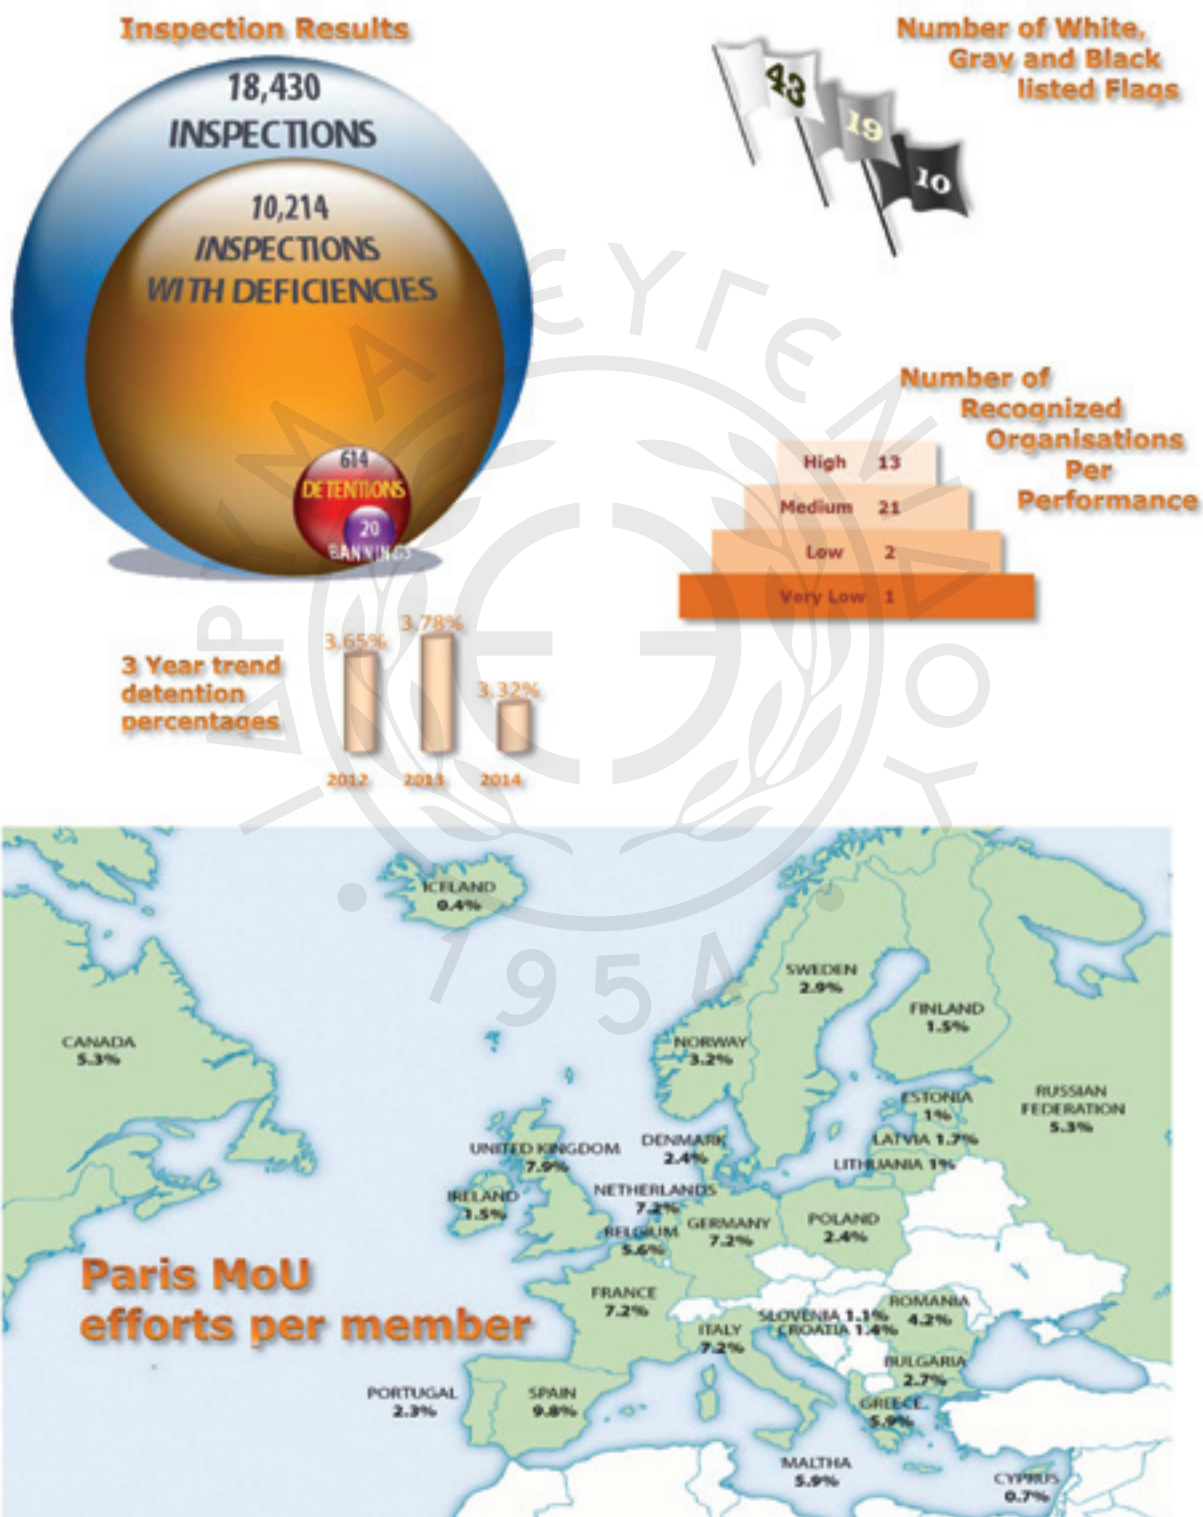 Inspection Results
18,430
INSPECTIONS
10,214
INSPECTIONS
WITH DEFICIENCIES
614
DETENTIONS
20
BANNINGS
Number of White,
Gray and Black
listed Flags
43
19
10
Number of
Recognized
Organisations
Per
Performance
High 13
Medium 21
Low 2
Very Low 1
3 Year trend
detention
percentages
3,65%
3.78%
3,32%
2012 2013 2014
ΙΔΡΥΜΑ ΕΥΓΕΝΙΔΟΥ
1954
Paris MoU
efforts per member
ICELAND
0.4%
CANADA
5.3%
SWEDEN
2.9%
FINLAND
1.5%
NORWAY
3.2%
RUSSIAN
FEDERATION
5.3%
ESTONIA
1%
LATVIA 1.7%
LITHUANIA 1%
UNITED KINGDOM
7.9%
DENMARK
2.4%
IRELAND
1.5%
NETHERLANDS
7.2%
BELGIUM
5.6%
GERMANY
7.2%
POLAND
2.4%
FRANCE
7.2%
SLOVENIA 1.1%
CROATIA 1.4%
ROMANIA
4.2%
ITALY
7.2%
BULGARIA
2.7%
PORTUGAL
2.3%
SPAIN
9.8%
GREECE
5.9%
MALTHA
5.9%
CYPRUS
0.7%